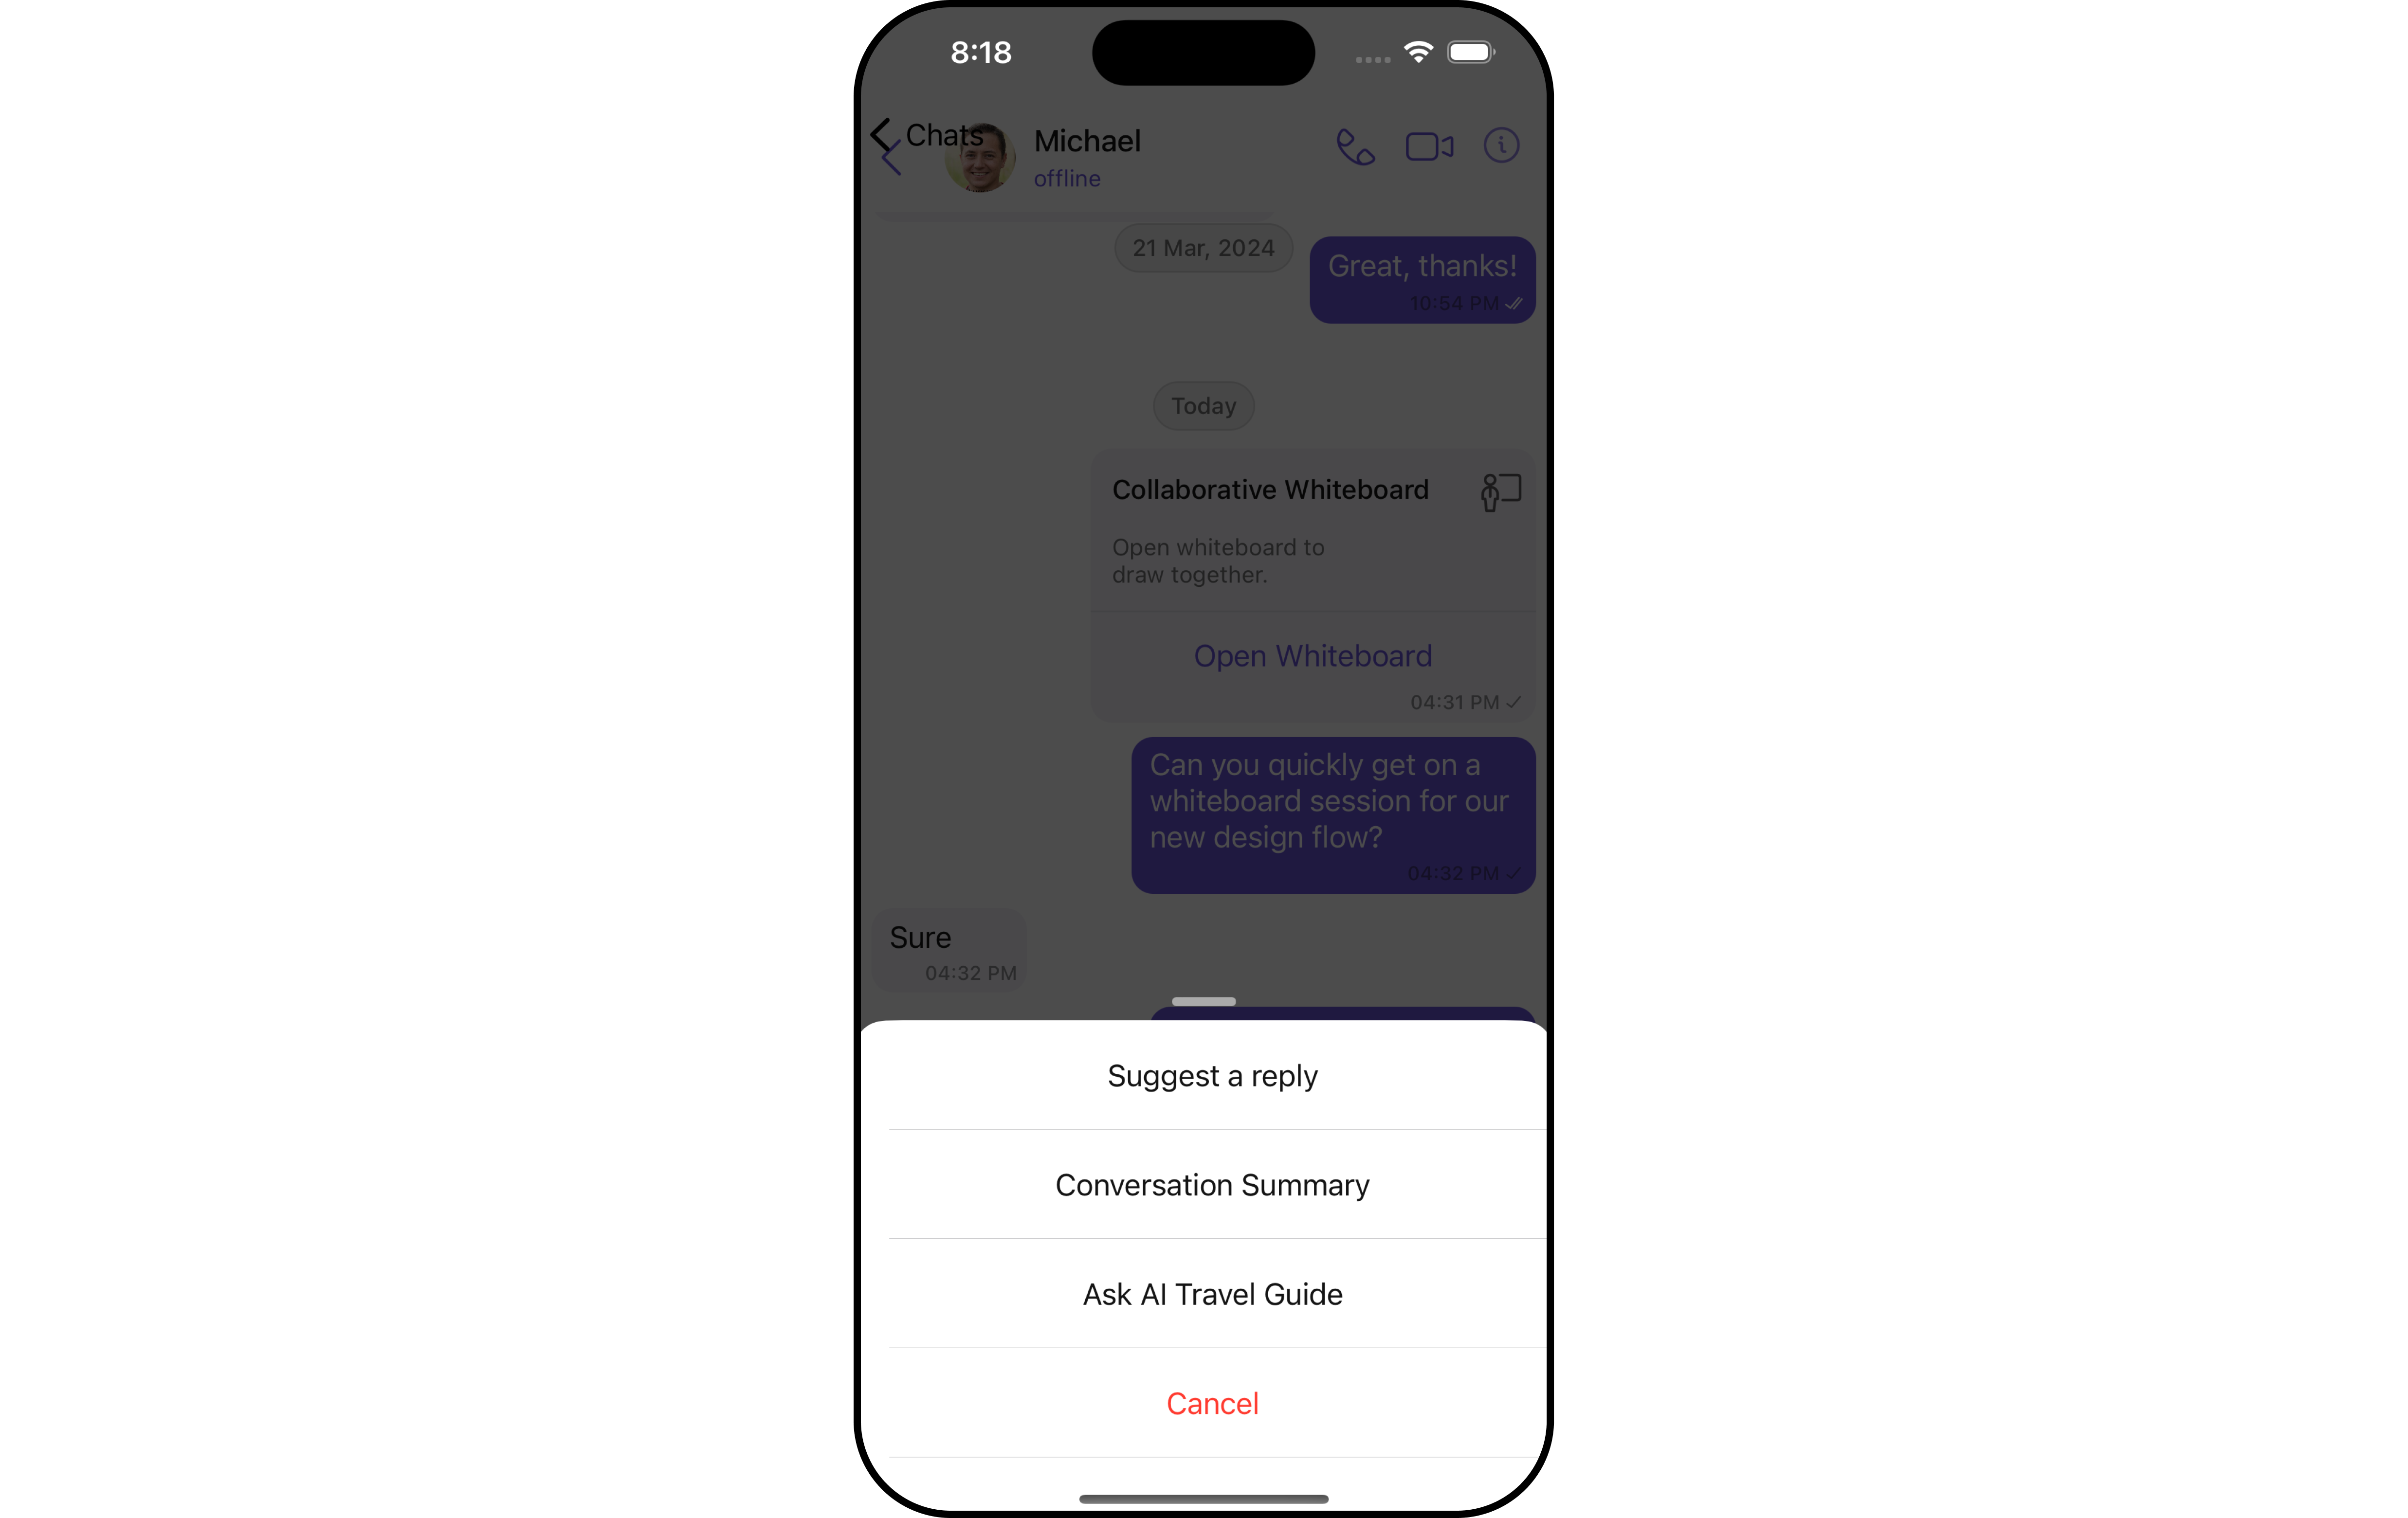 8:18
Chats
Michael
offline
21 Mar, 2024
Great, thanks!
10:54 PM
Today
Collaborative Whiteboard
Open whiteboard to
draw together.
Open Whiteboard
04:31 PM
Can you quickly get on a
whiteboard session for our
new design flow?
04:32 PM
Sure
04:32 PM
Suggest a reply
Conversation Summary
Ask AI Travel Guide
Cancel